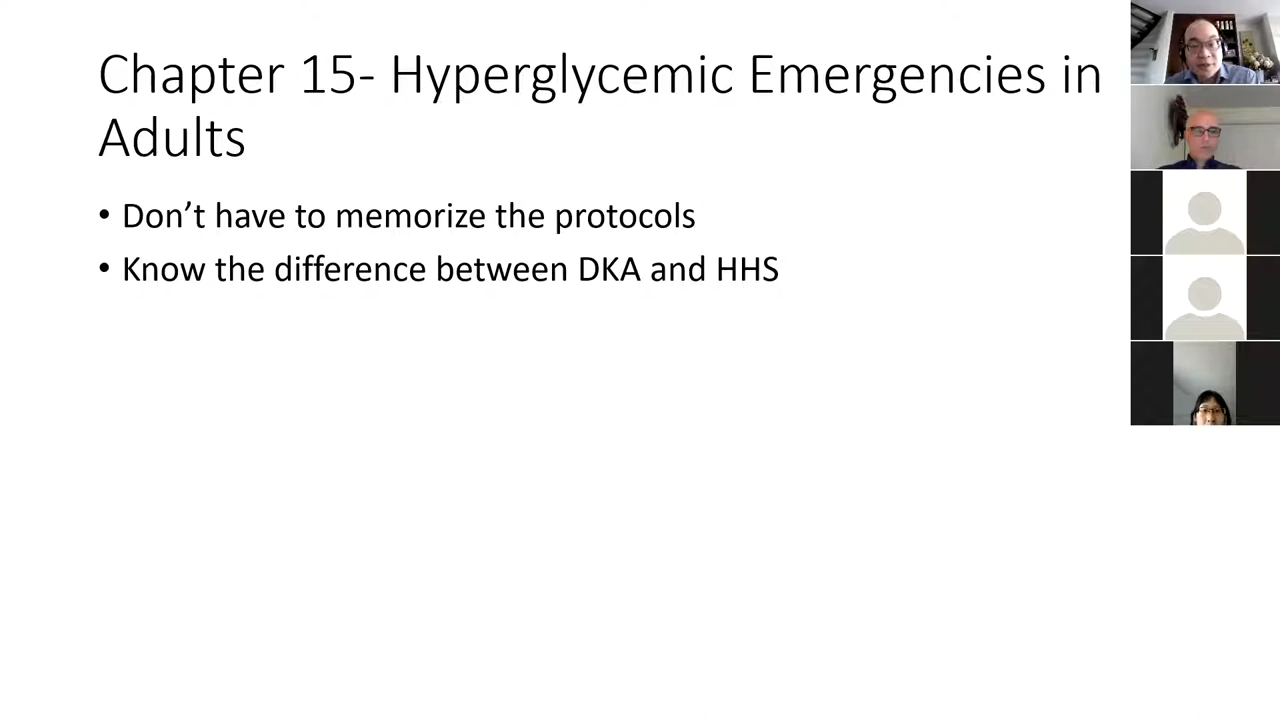 Chapter 15- Hyperglycemic Emergencies in
Adults
• Don’t have to memorize the protocols
• Know the difference between DKA and HHS